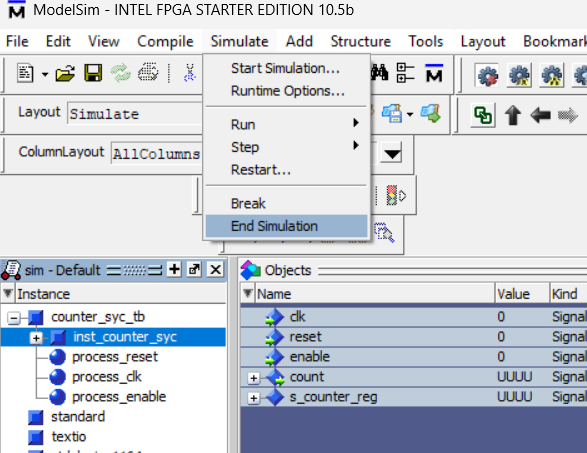 ModelSim - INTEL FPGA STARTER EDITION 10.5b
File Edit View Compile Simulate Add Structure Tools Layout Bookmar
Start Simulation...
Runtime Options...
Layout Simulate
Run
Step
ColumnLayout AllColumns
Restart...
Break
End Simulation
sim - Default
Objects
Instance
Name Value Kind
counter_syc_tb
clk 0 Signal
inst_counter_syc
reset 0 Signal
process_reset
enable 0 Signal
process_clk
count UUUU Signal
process_enable
s_counter_reg UUUU Signal
standard
textio